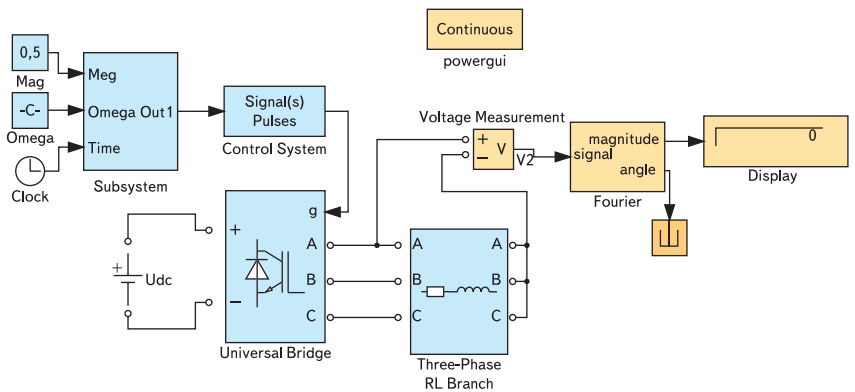 Continuous
powergui
0,5
Mag
-C-
Omega
Clock
Meg
Omega Out1
Time
Subsystem
Signal(s)
Pulses
Control System
Voltage Measurement
+
−
V
V2
magnitude
signal
angle
Fourier
0
Display
+
Udc
g
+
−
A
B
C
Universal Bridge
A
B
C
A
B
C
Three-Phase
RL Branch